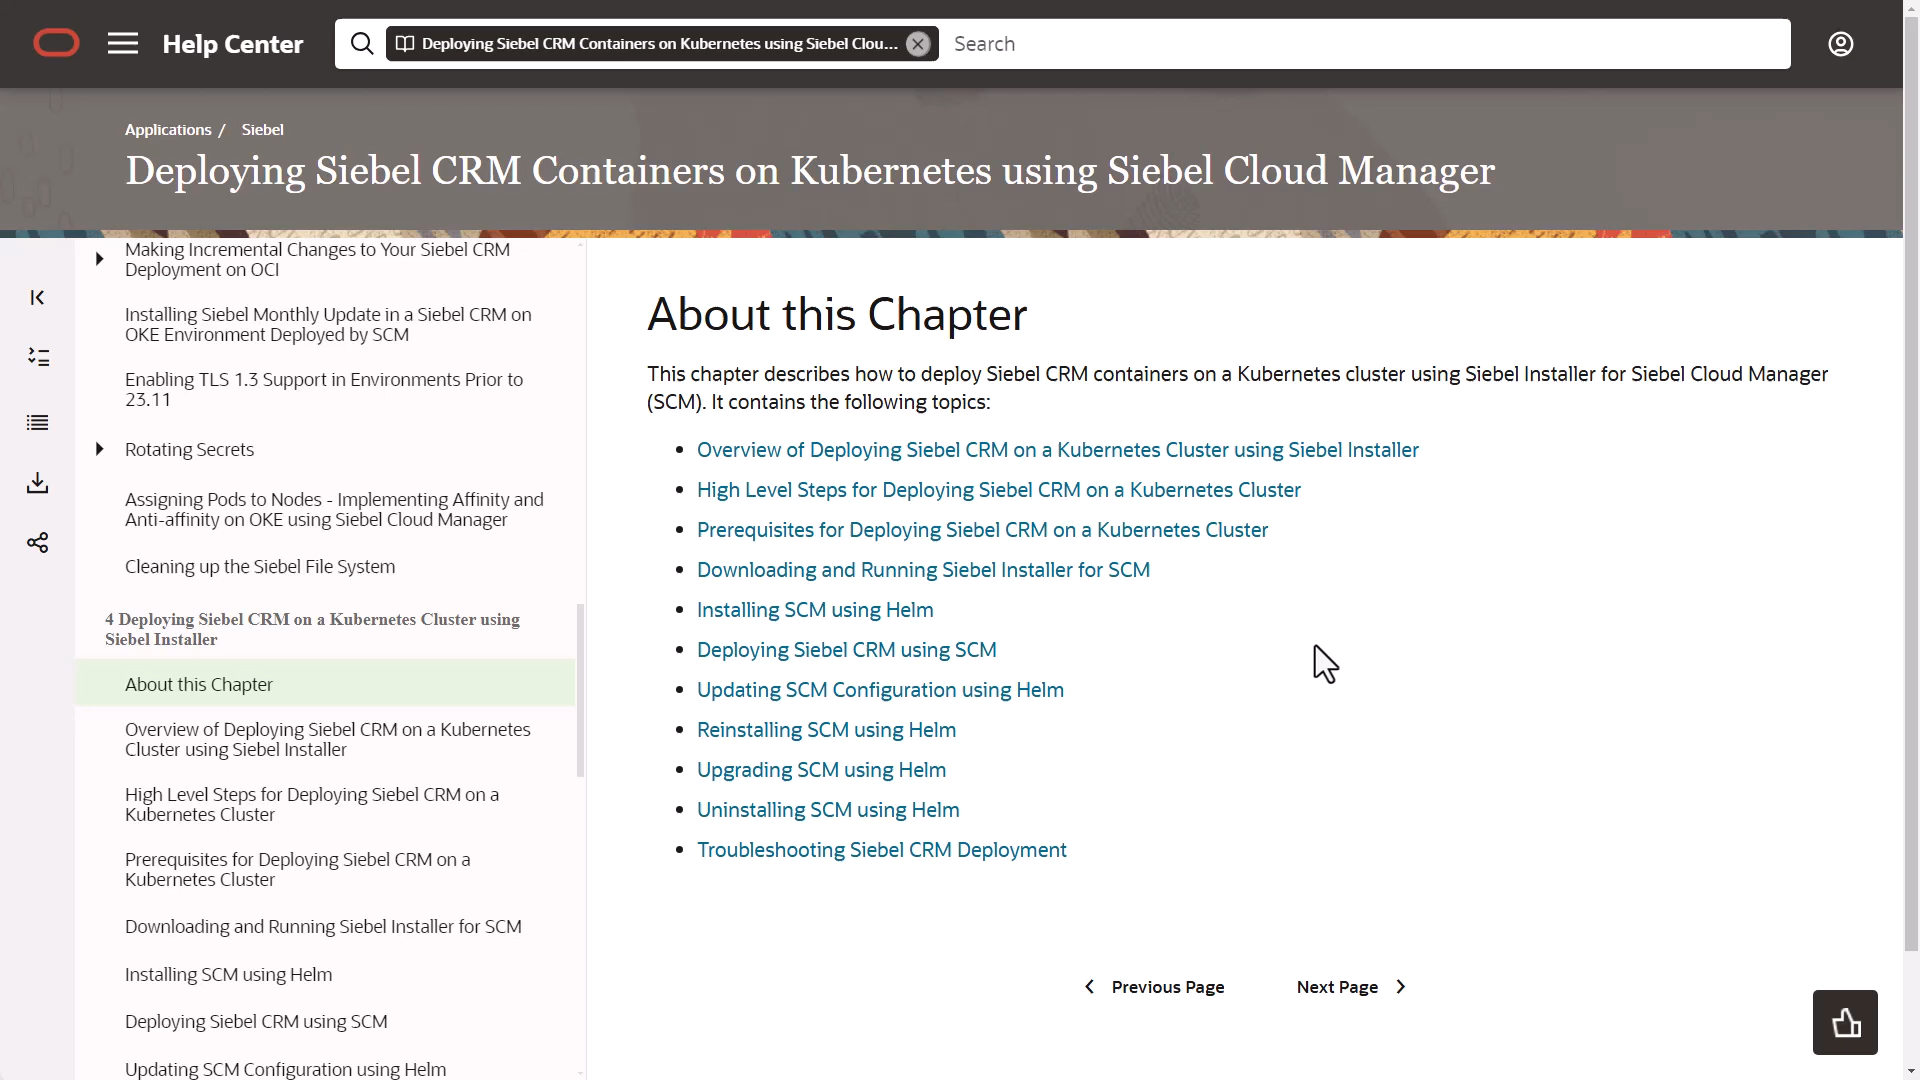 Help Center
Deploying Siebel CRM Containers on Kubernetes using Siebel Clou...
Search
Applications / Siebel
Deploying Siebel CRM Containers on Kubernetes using Siebel Cloud Manager
Making Incremental Changes to Your Siebel CRM
Deployment on OCI
Installing Siebel Monthly Update in a Siebel CRM on
OKE Environment Deployed by SCM
Enabling TLS 1.3 Support in Environments Prior to
23.11
Rotating Secrets
Assigning Pods to Nodes - Implementing Affinity and
Anti-affinity on OKE using Siebel Cloud Manager
Cleaning up the Siebel File System
4 Deploying Siebel CRM on a Kubernetes Cluster using
Siebel Installer
About this Chapter
Overview of Deploying Siebel CRM on a Kubernetes
Cluster using Siebel Installer
High Level Steps for Deploying Siebel CRM on a
Kubernetes Cluster
Prerequisites for Deploying Siebel CRM on a
Kubernetes Cluster
Downloading and Running Siebel Installer for SCM
Installing SCM using Helm
Deploying Siebel CRM using SCM
Updating SCM Configuration using Helm
About this Chapter
This chapter describes how to deploy Siebel CRM containers on a Kubernetes cluster using Siebel Installer for Siebel Cloud Manager
(SCM). It contains the following topics:
• Overview of Deploying Siebel CRM on a Kubernetes Cluster using Siebel Installer
• High Level Steps for Deploying Siebel CRM on a Kubernetes Cluster
• Prerequisites for Deploying Siebel CRM on a Kubernetes Cluster
• Downloading and Running Siebel Installer for SCM
• Installing SCM using Helm
• Deploying Siebel CRM using SCM
• Updating SCM Configuration using Helm
• Reinstalling SCM using Helm
• Upgrading SCM using Helm
• Uninstalling SCM using Helm
• Troubleshooting Siebel CRM Deployment
Previous Page
Next Page